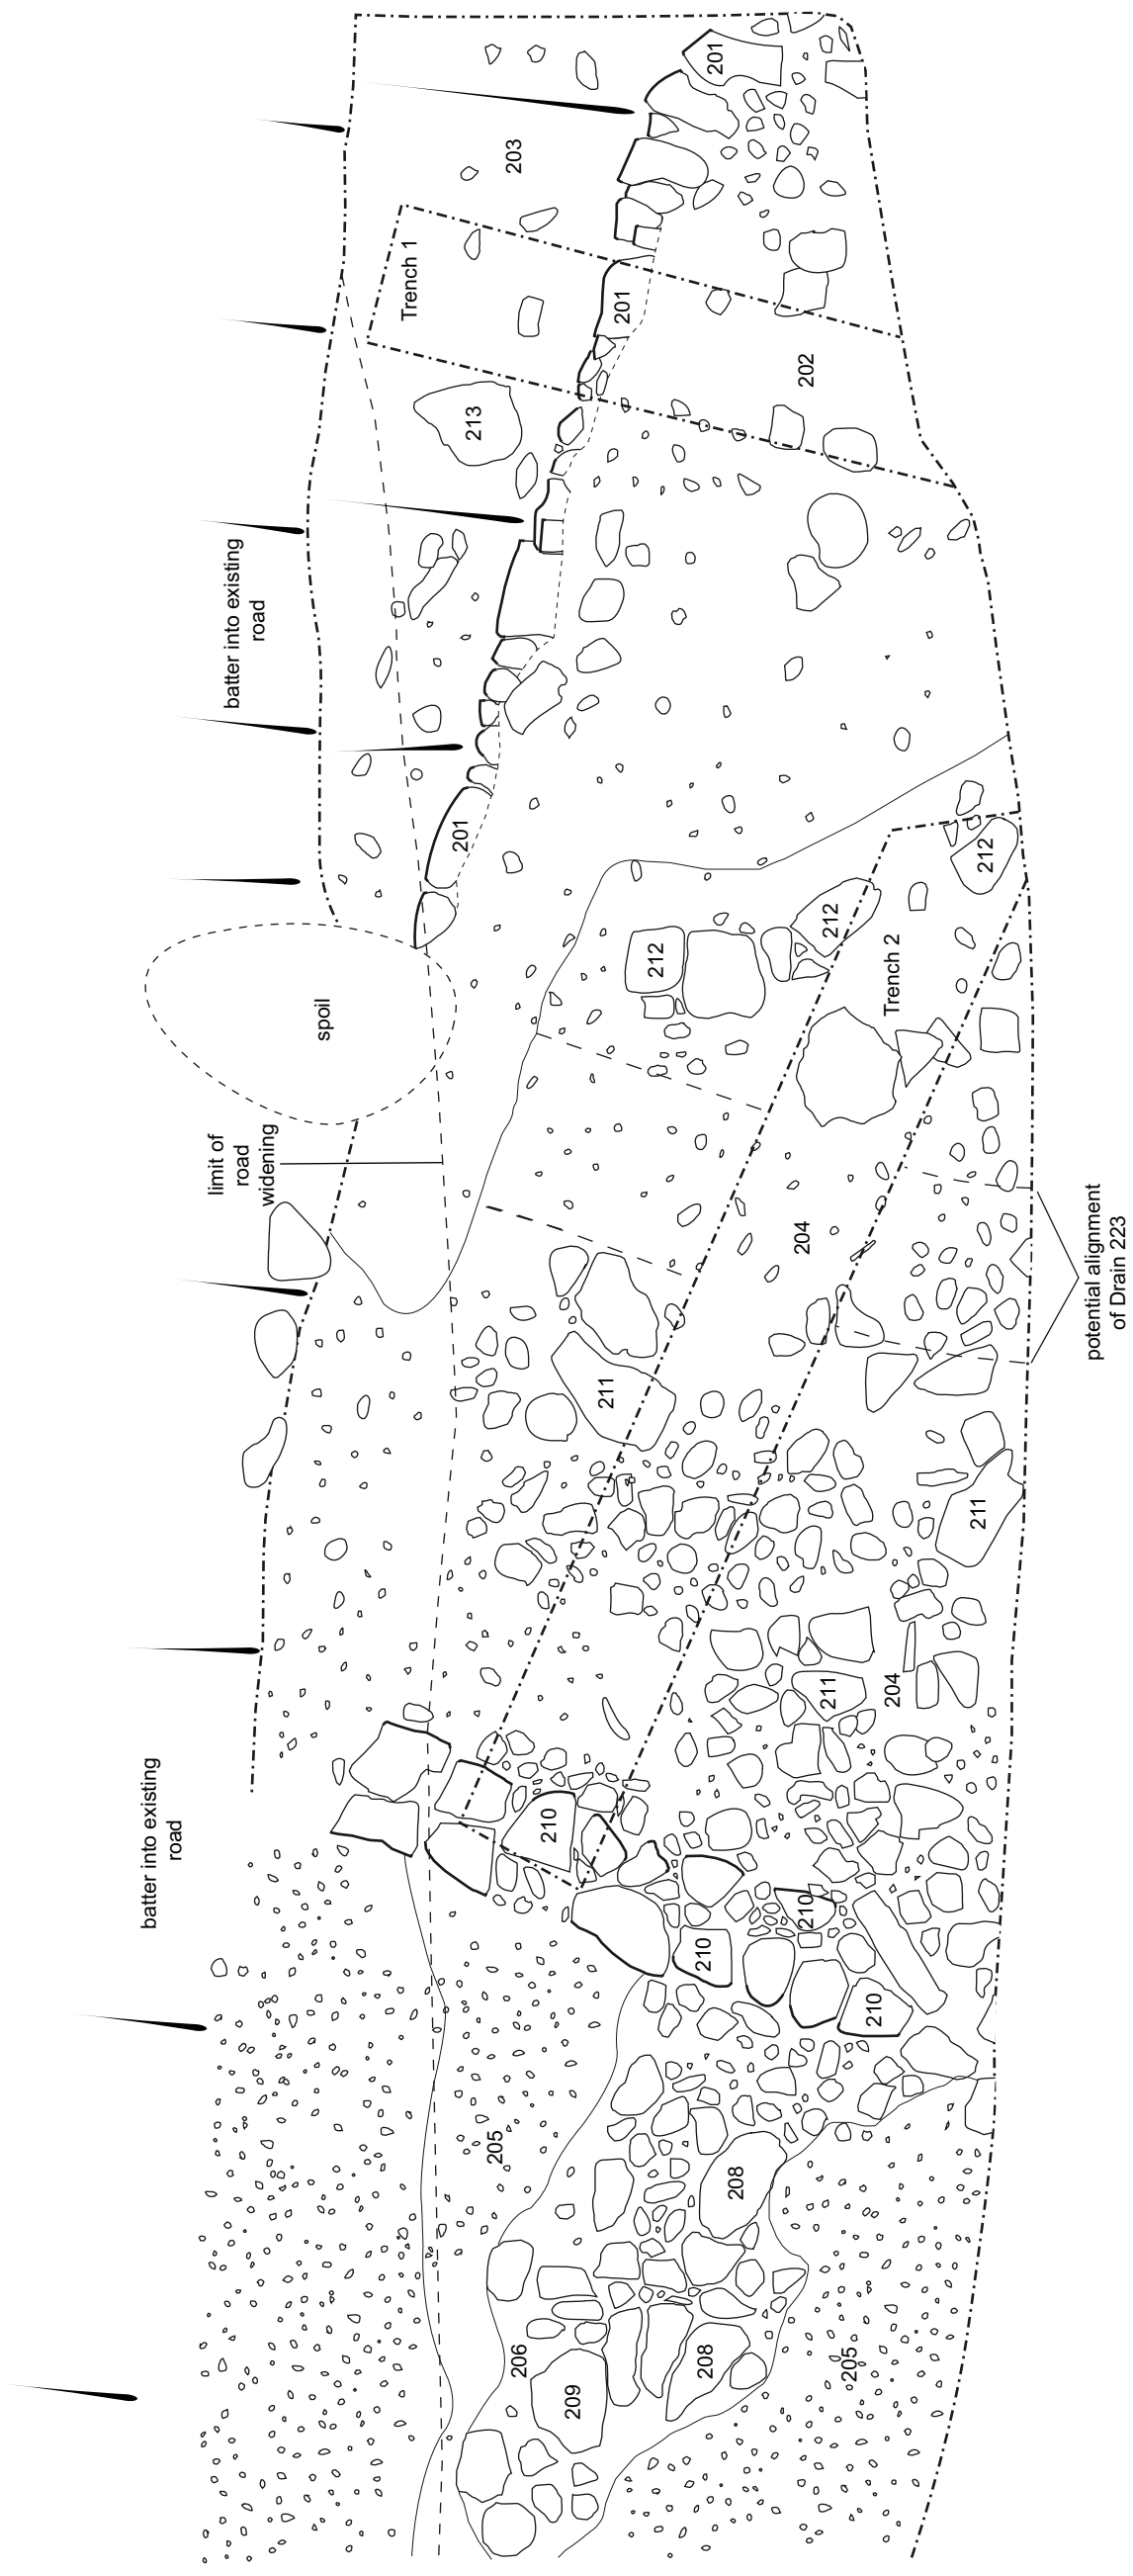 201
203
Trench 1
201
202
213
batter into existing
road
201
212
212
212
Trench 2
spoil
limit of
road
widening
204
potential alignment
of Drain 223
211
211
211
204
batter into existing
road
210
210
210
210
205
208
206
208
205
209